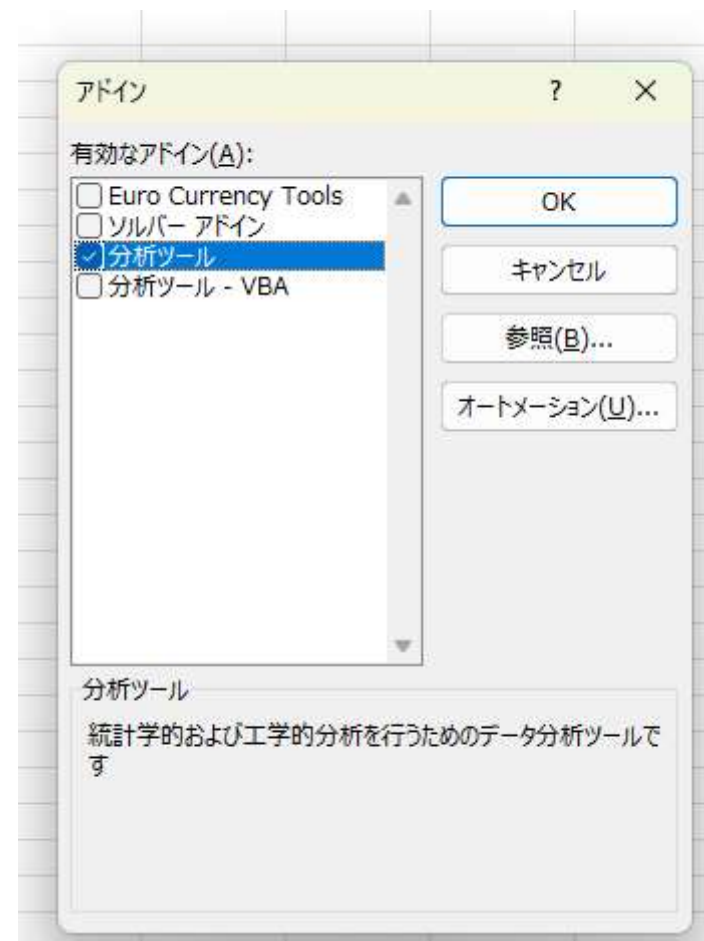 アドイン
?
有効なアドイン(A):
Euro Currency Tools
ソルバー アドイン
分析ツール
分析ツール - VBA
OK
キャンセル
参照(B)...
オートメーション(U)...
分析ツール
統計学的および工学的分析を行うためのデータ分析ツールで
す